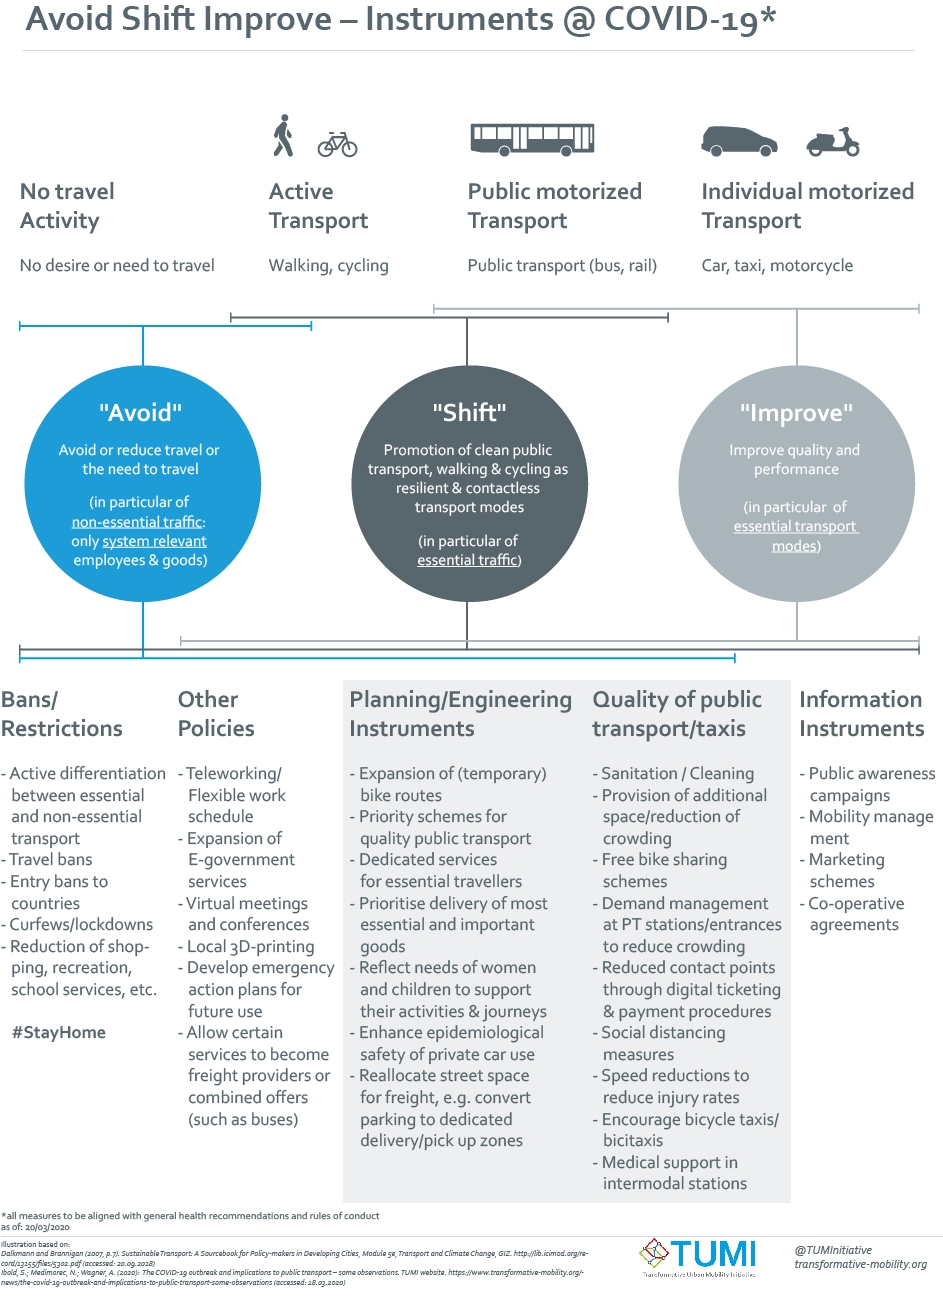 Avoid Shift Improve – Instruments @ COVID-19*
No travel
Activity
No desire or need to travel
Active
Transport
Walking, cycling
Public motorized
Transport
Public transport (bus, rail)
Individual motorized
Transport
Car, taxi, motorcycle
"Avoid"
Avoid or reduce travel or
the need to travel
(in particular of
non-essential traffic:
only system relevant
employees & goods)
"Shift"
Promotion of clean public
transport, walking & cycling as
resilient & contactless
transport modes
(in particular of
essential traffic)
"Improve"
Improve quality and
performance
(in particular of
essential transport
modes)
Bans/
Restrictions
- Active differentiation
between essential
and non-essential
transport
- Travel bans
- Entry bans to
countries
- Curfews/lockdowns
- Reduction of shop-
ping, recreation,
school services, etc.
#StayHome
Other
Policies
- Teleworking/
Flexible work
schedule
- Expansion of
E-government
services
- Virtual meetings
and conferences
- Local 3D-printing
- Develop emergency
action plans for
future use
- Allow certain
services to become
freight providers or
combined offers
(such as buses)
Planning/Engineering
Instruments
- Expansion of (temporary)
bike routes
- Priority schemes for
quality public transport
- Dedicated services
for essential travellers
- Prioritise delivery of most
essential and important
goods
- Reflect needs of women
and children to support
their activities & journeys
- Enhance epidemiological
safety of private car use
- Reallocate street space
for freight, e.g. convert
parking to dedicated
delivery/pick up zones
Quality of public
transport/taxis
- Sanitation / Cleaning
- Provision of additional
space/reduction of
crowding
- Free bike sharing
schemes
- Demand management
at PT stations/entrances
to reduce crowding
- Reduced contact points
through digital ticketing
& payment procedures
- Social distancing
measures
- Speed reductions to
reduce injury rates
- Encourage bicycle taxis/
bicitaxis
- Medical support in
intermodal stations
Information
Instruments
- Public awareness
campaigns
- Mobility manage
ment
- Marketing
schemes
- Co-operative
agreements
*all measures to be aligned with general health recommendations and rules of conduct
as of: 20/03/2020
Illustration based on:
Dalkmann and Brannigan (2007, p.7). Sustainable Transport: A Sourcebook for Policy-makers in Developing Cities, Module 5e, Transport and Climate Change, GIZ. http://lib.icimod.org/re-
cord/13155/files/5302.pdf (accessed: 20.09.2018)
Ibold, S.; Medimorec, N.; Wagner, A. (2020): The COVID-19 outbreak and implications to public transport – some observations. TUMI website. https://www.transformative-mobility.org/-
news/the-covid-19-outbreak-and-implications-to-public-transport-some-observations (accessed: 18.03.2020)
TUMI
Transformative Urban Mobility Initiative
@TUMInitiative
transformative-mobility.org